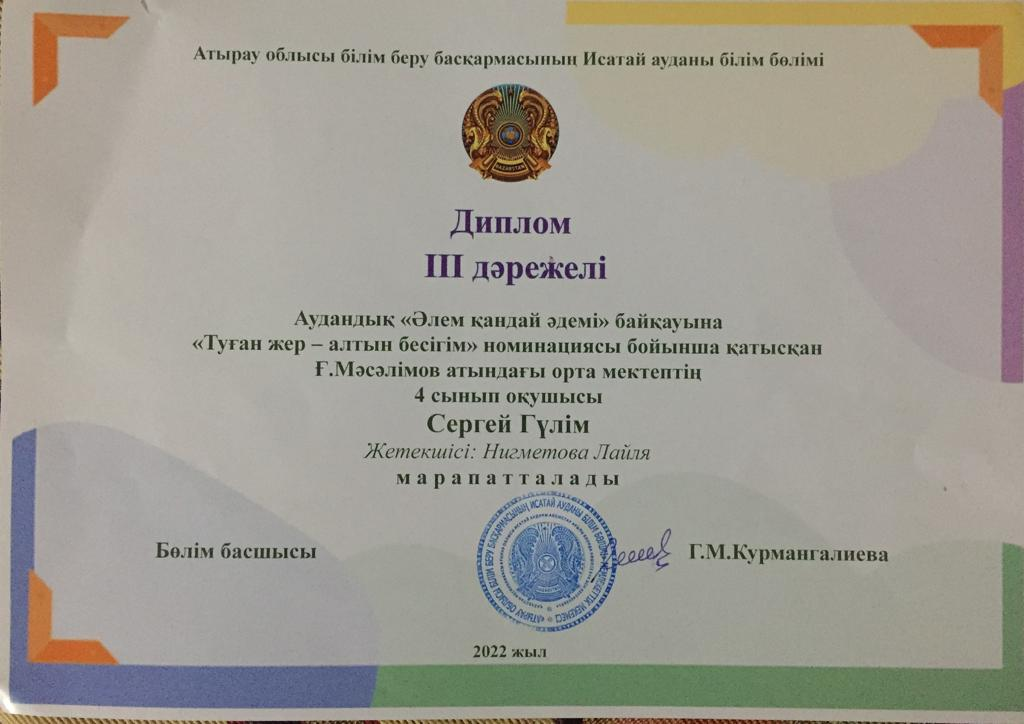 Атырау облысы білім беру басқармасының Исатай ауданы білім бөлімі
Диплом
III дәрежелі
Аудандық «Әлем қандай әдемі» байқауына
«Туған жер – алтын бесігім» номинациясы бойынша қатысқан
Ғ.Мәсәлімов атындағы орта мектептің
4 сынып оқушысы
Сергей Гүлім
Жетекшісі: Нигметова Лайля
м а р а п а т т а л а д ы
Бөлім басшысы
Г.М.Курмангалиева
2022 жыл